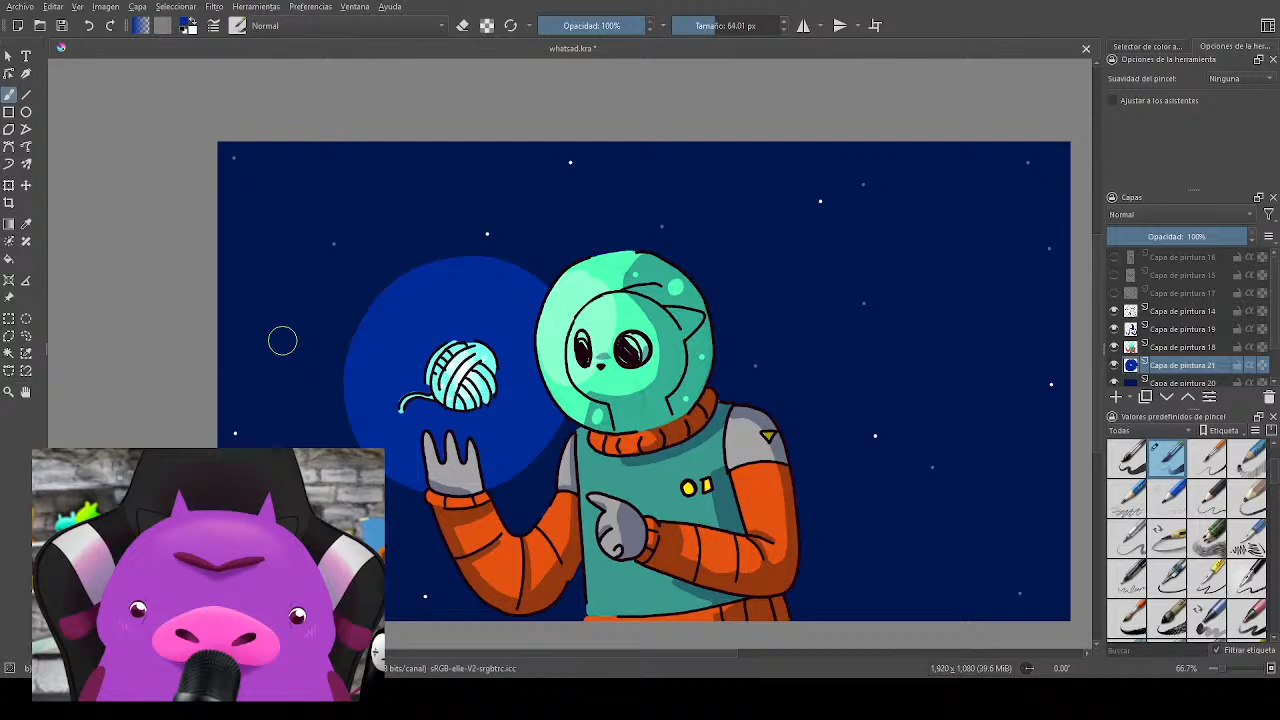 Archivo Editar Ver Imagen Capa Seleccionar Filtro Herramientas Preferencias Ventana Ayuda
Normal Opacidad: 100% Tamaño: 64.01 px
whatsad.kra *
Selector de color a... Opciones de la her...
Opciones de la herramienta
Suavidad del pincel: Ninguna
Ajustar a los asistentes
Capas
Normal
Opacidad: 100%
Capa de pintura 16
Capa de pintura 15
Capa de pintura 17
Capa de pintura 14
Capa de pintura 19
Capa de pintura 18
Capa de pintura 21
Capa de pintura 20
Valores predefinidos de pincel
Todas Etiqueta
Buscar Filtrar etiqueta
bits/canal) sRGB-elle-V2-srgbtrc.icc 1,920 x 1,080 (39.6 MiB) 0.00° 66.7%